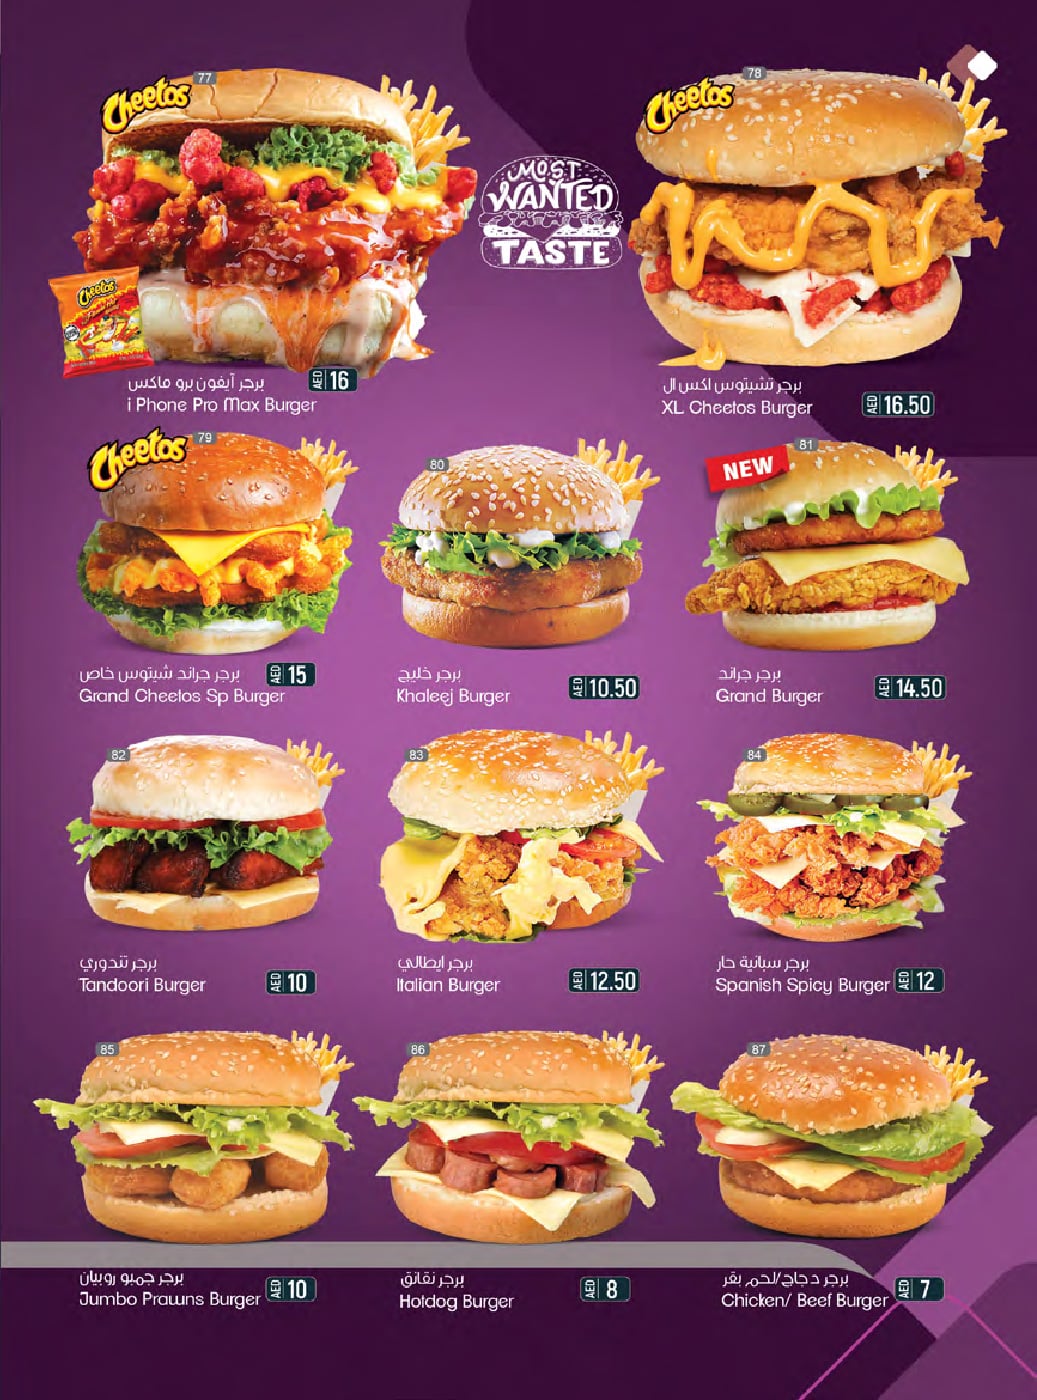 77
Cheetos
78
Cheetos
MOST
WANTED
TASTE
Cheetos
برجر آيفون برو ماكس
i Phone Pro Max Burger
AED 16
برجر تشيتوس اكس ال
XL Cheetos Burger
AED 16.50
79
Cheetos
80
81
NEW
برجر جراند شيتوس خاص
Grand Cheetos Sp Burger
AED 15
برجر خليج
Khaleej Burger
AED 10.50
برجر جراند
Grand Burger
AED 14.50
82
83
84
برجر تندوري
Tandoori Burger
AED 10
برجر ايطالي
Italian Burger
AED 12.50
برجر سبانية حار
Spanish Spicy Burger
AED 12
85
86
87
برجر جمبو روبيان
Jumbo Prawns Burger
AED 10
برجر نقانق
Hotdog Burger
AED 8
برجر دجاج/لحم بقر
Chicken/ Beef Burger
AED 7